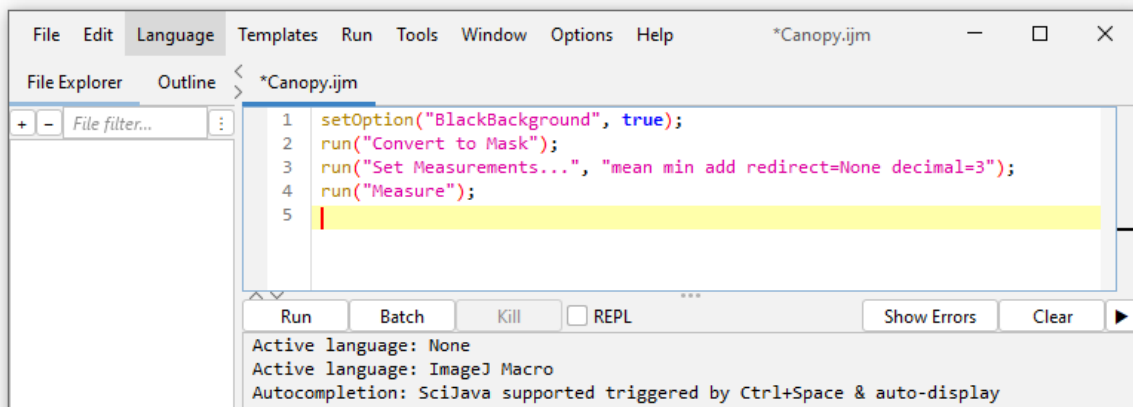 File Edit Language Templates Run Tools Window Options Help *Canopy.ijm
File Explorer Outline *Canopy.ijm
+ - File filter...
1 setOption("BlackBackground", true);
2 run("Convert to Mask");
3 run("Set Measurements...", "mean min add redirect=None decimal=3");
4 run("Measure");
5
Run Batch Kill REPL Show Errors Clear
Active language: None
Active language: ImageJ Macro
Autocompletion: SciJava supported triggered by Ctrl+Space & auto-display